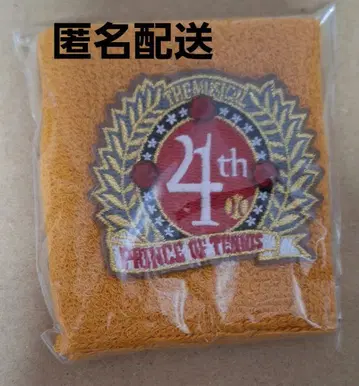 匿名配送
THE MUSICAL
4th
PRINCE OF TENNIS